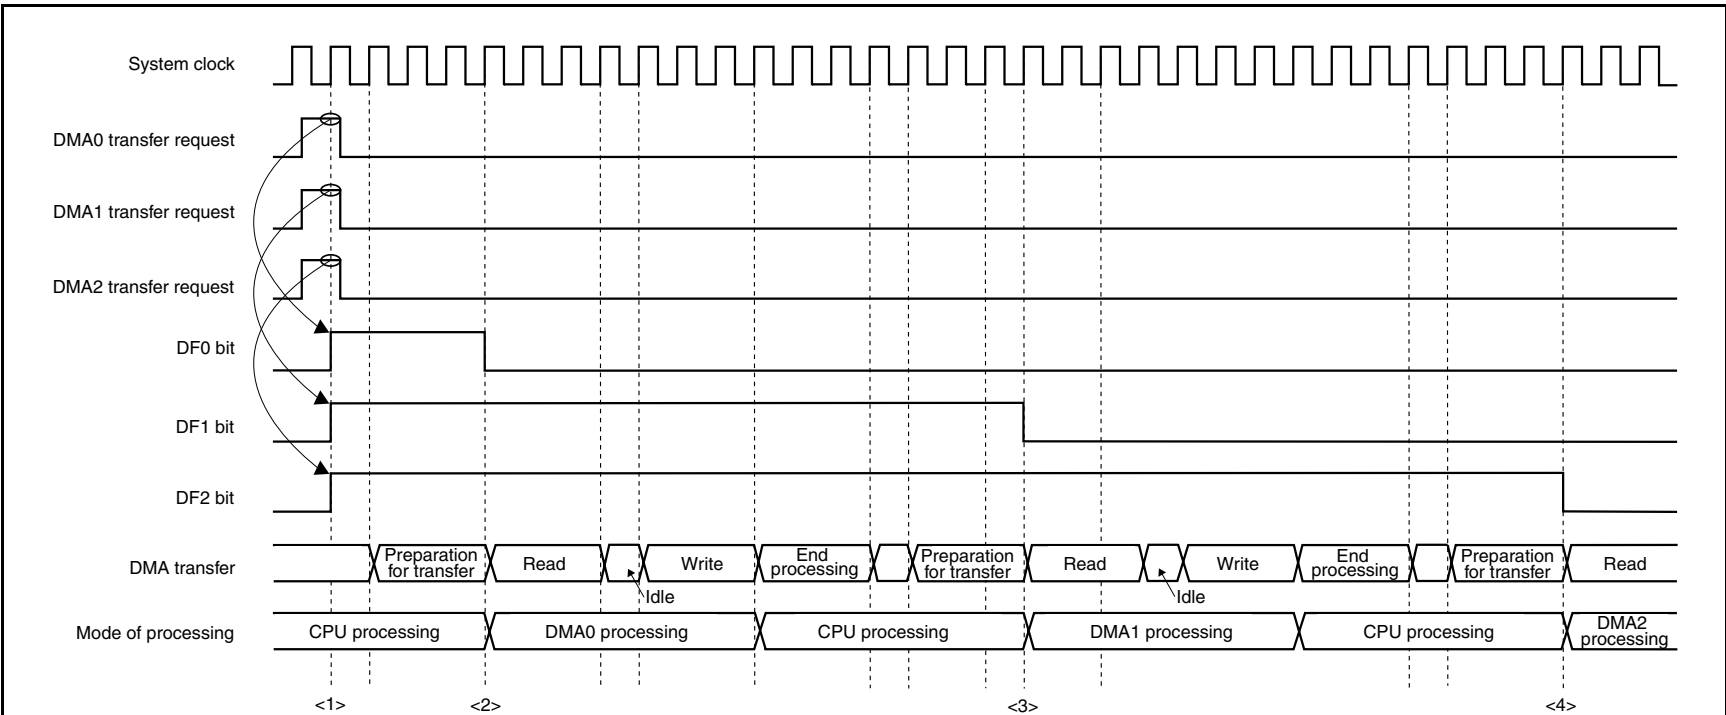 System clock
DMA0 transfer request
DMA1 transfer request
DMA2 transfer request
DF0 bit
DF1 bit
DF2 bit
DMA transfer
Preparation
for transfer
Read
Write
End
processing
Preparation
for transfer
Read
Write
End
processing
Preparation
for transfer
Read
Idle
Idle
Mode of processing
CPU processing
DMA0 processing
CPU processing
DMA1 processing
CPU processing
DMA2
processing
<1>
<2>
<3>
<4>